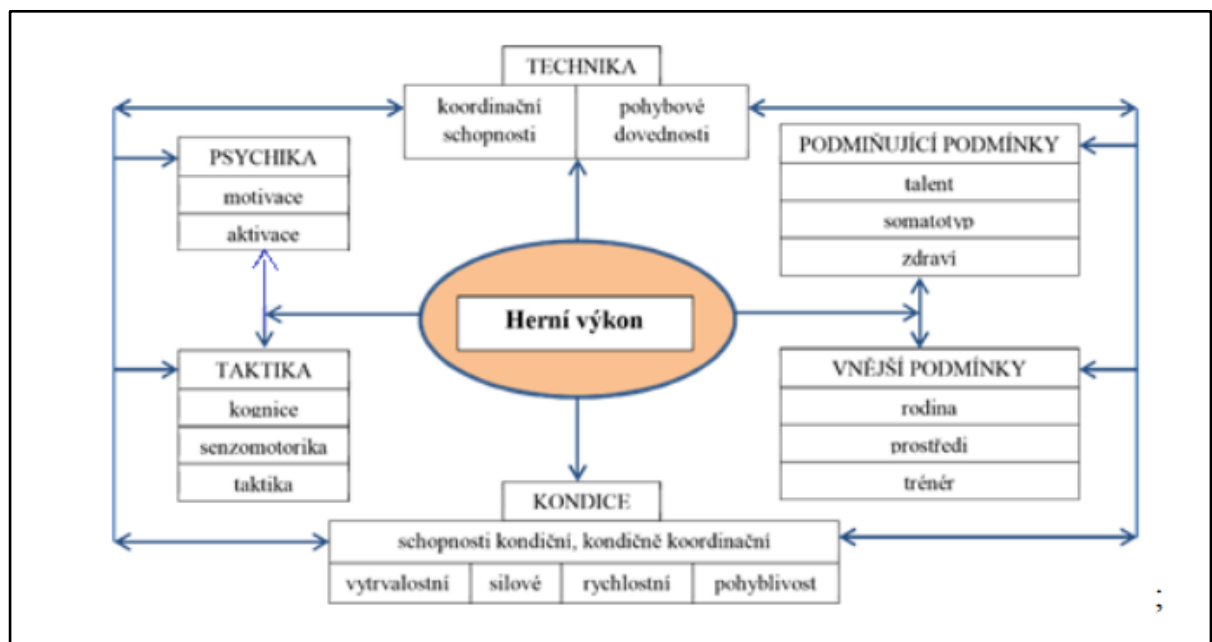 TECHNIKA
koordinační
schopnosti
pohybové
dovednosti
PSYCHIKA
motivace
aktivace
PODMIŇUJÍCÍ PODMÍNKY
talent
somatotyp
zdraví
Herní výkon
TAKTIKA
kognice
senzomotorika
taktika
VNĚJŠÍ PODMÍNKY
rodina
prostředí
trénér
KONDICE
schopnosti kondiční, kondičně koordinační
vytrvalostní
silové
rychlostní
pohyblivost
;